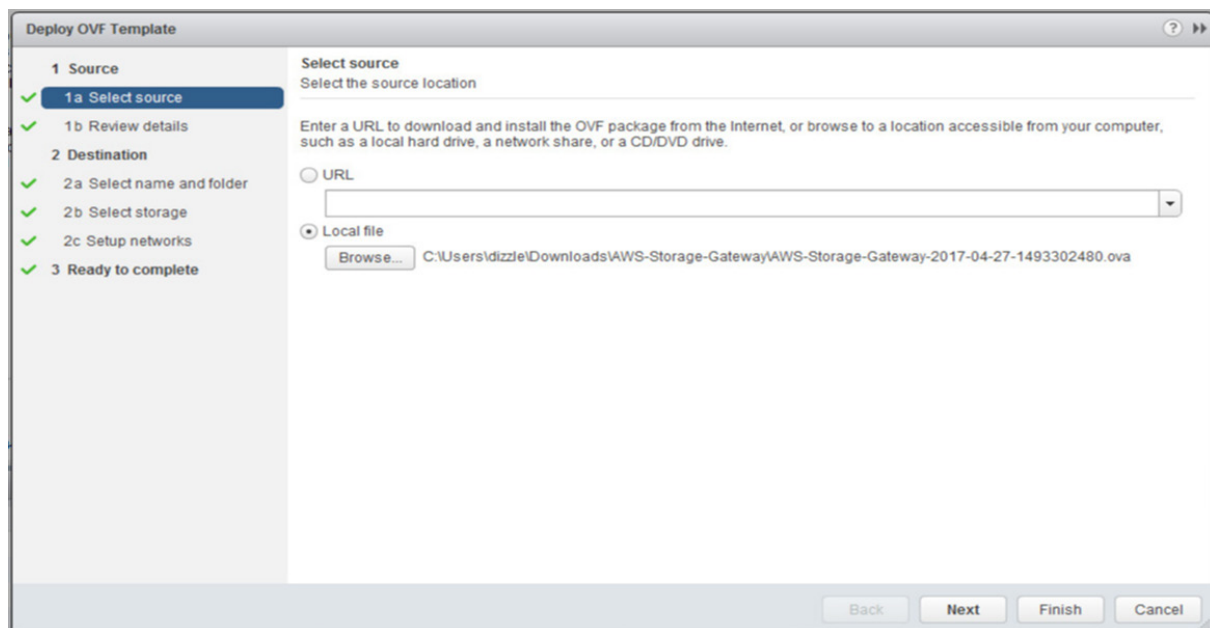 Deploy OVF Template
?
1 Source
1a Select source
1b Review details
2 Destination
2a Select name and folder
2b Select storage
2c Setup networks
3 Ready to complete
Select source
Select the source location
Enter a URL to download and install the OVF package from the Internet, or browse to a location accessible from your computer,
such as a local hard drive, a network share, or a CD/DVD drive.
URL
Local file
Browse... C:\Users\dizzle\Downloads\AWS-Storage-Gateway\AWS-Storage-Gateway-2017-04-27-1493302480.ova
Back Next Finish Cancel